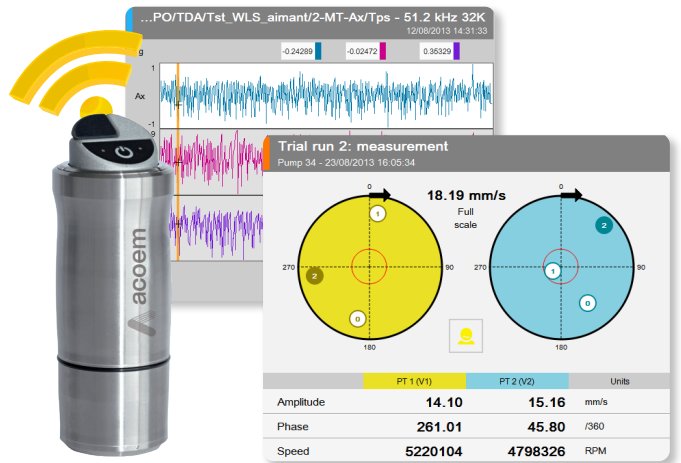 ...PO/TDA/Tst_WLS_aimant/2-MT-Ax/Tps - 51.2 kHz 32K
12/08/2013 14:31:33
g
-0.24289
-0.02472
0.35329
1
Ax
-1
9
acoem
Trial run 2: measurement
Pump 34 - 23/08/2013 16:05:34
0
18.19 mm/s
0
Full
scale
1
2
270
90
270
90
2
1
0
0
180
180
PT 1 (V1)
PT 2 (V2)
Units
Amplitude
14.10
15.16
mm/s
Phase
261.01
45.80
/360
Speed
5220104
4798326
RPM